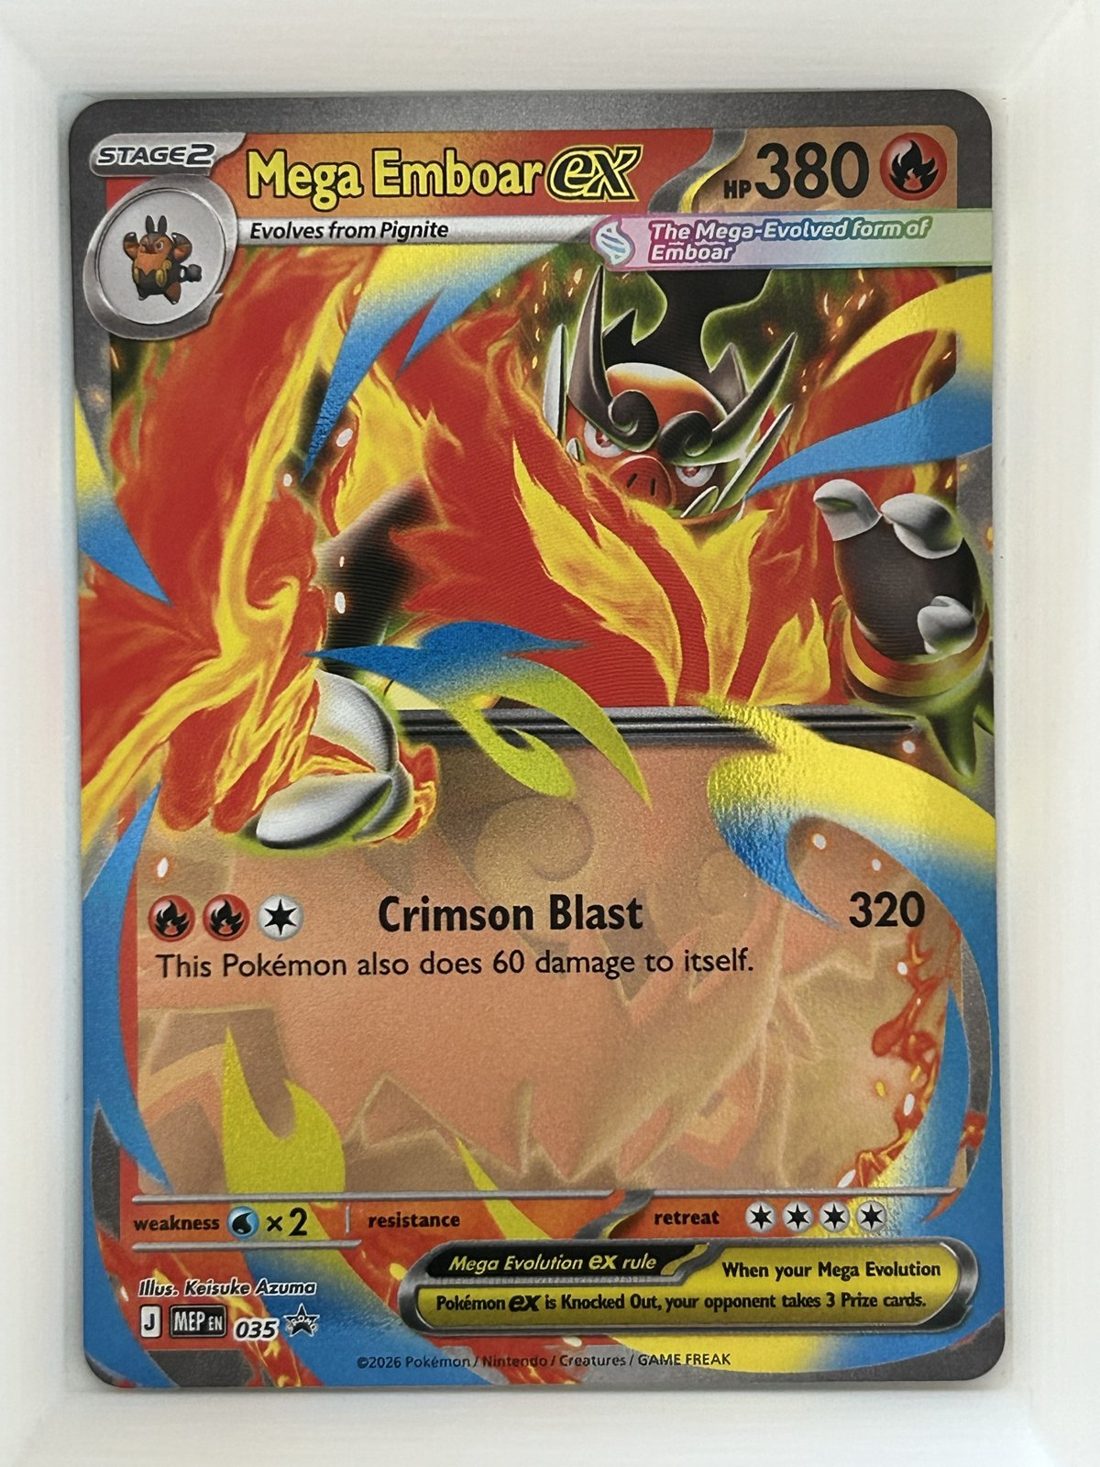 STAGE2
Mega Emboar ex
HP 380
Evolves from Pignite
The Mega-Evolved form of
Emboar
Crimson Blast 320
This Pokémon also does 60 damage to itself.
weakness ×2 resistance retreat
Mega Evolution ex rule
When your Mega Evolution
Pokémon ex is Knocked Out, your opponent takes 3 Prize cards.
Illus. Keisuke Azuma
J MEP EN 035
©2026 Pokémon / Nintendo / Creatures / GAME FREAK